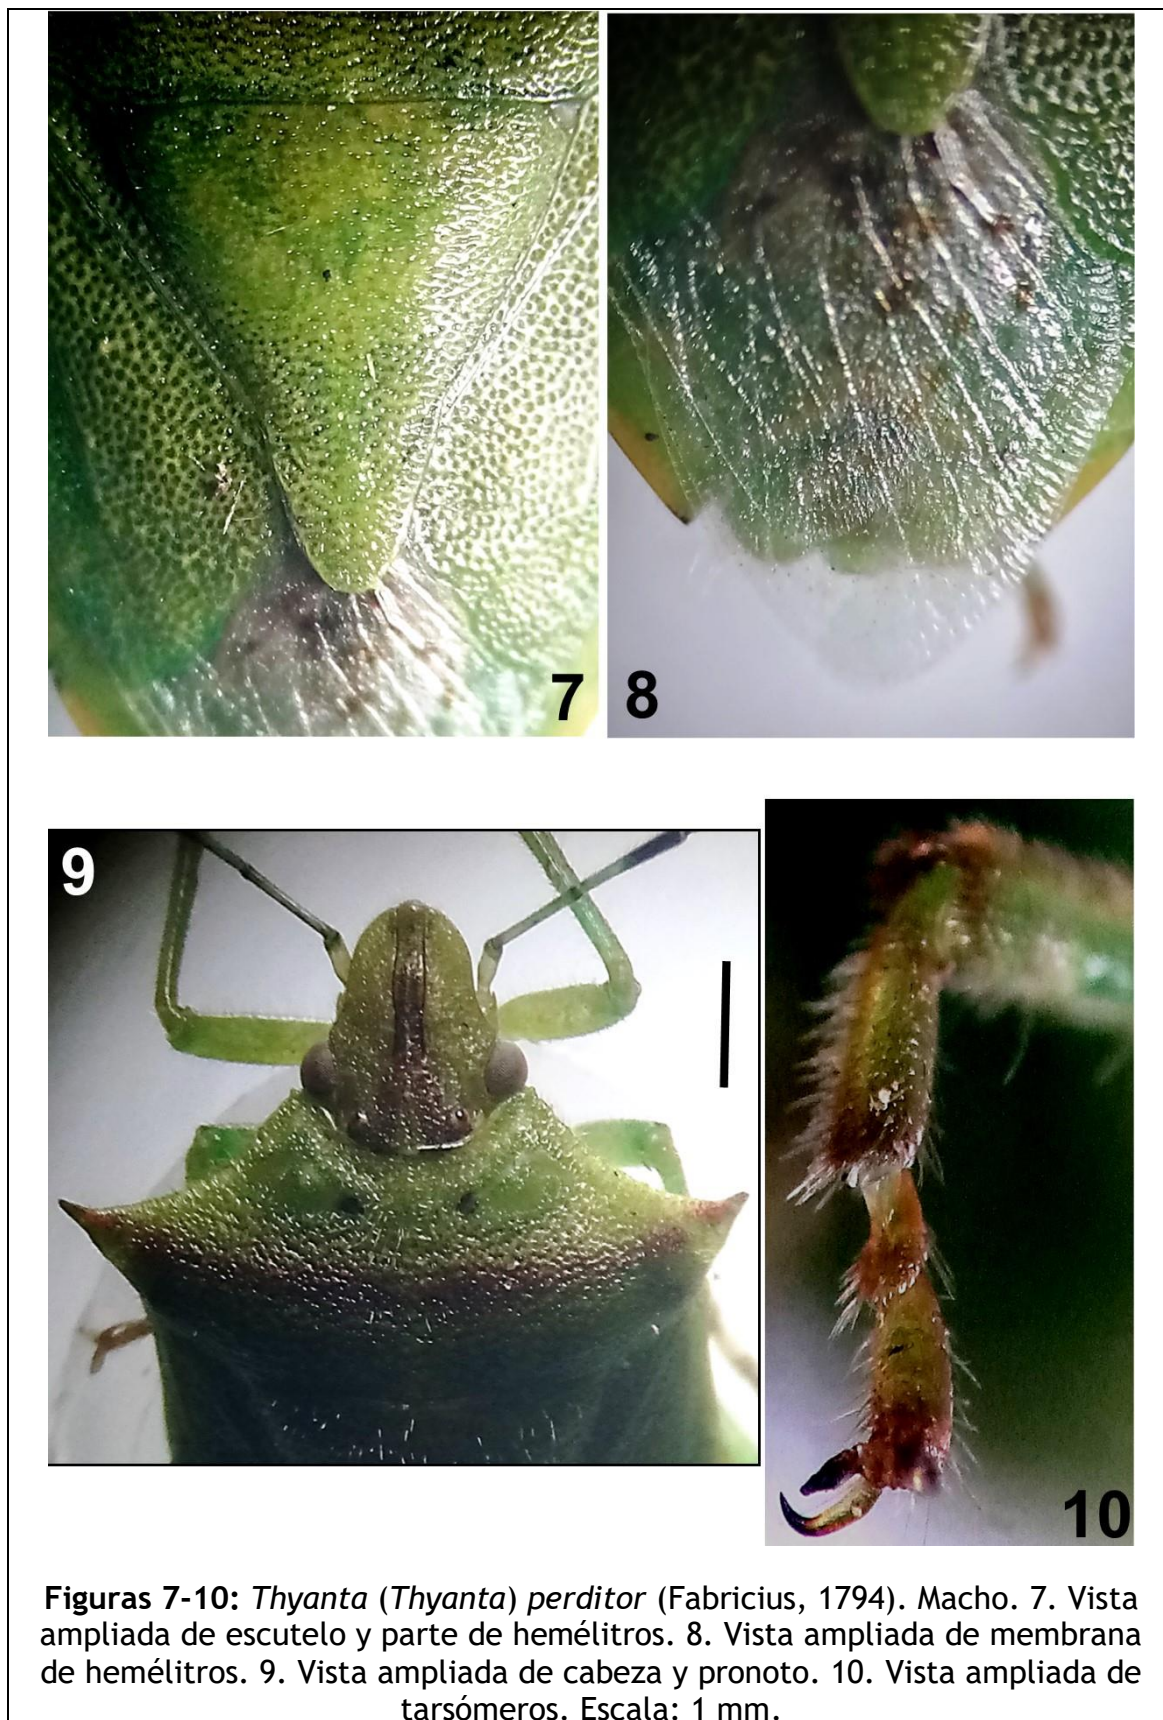 7
8
9
10
Figuras 7-10: Thyanta (Thyanta) perditor (Fabricius, 1794). Macho. 7. Vista
ampliada de escutelo y parte de hemélitros. 8. Vista ampliada de membrana
de hemélitros. 9. Vista ampliada de cabeza y pronoto. 10. Vista ampliada de
tarsómeros. Escala: 1 mm.